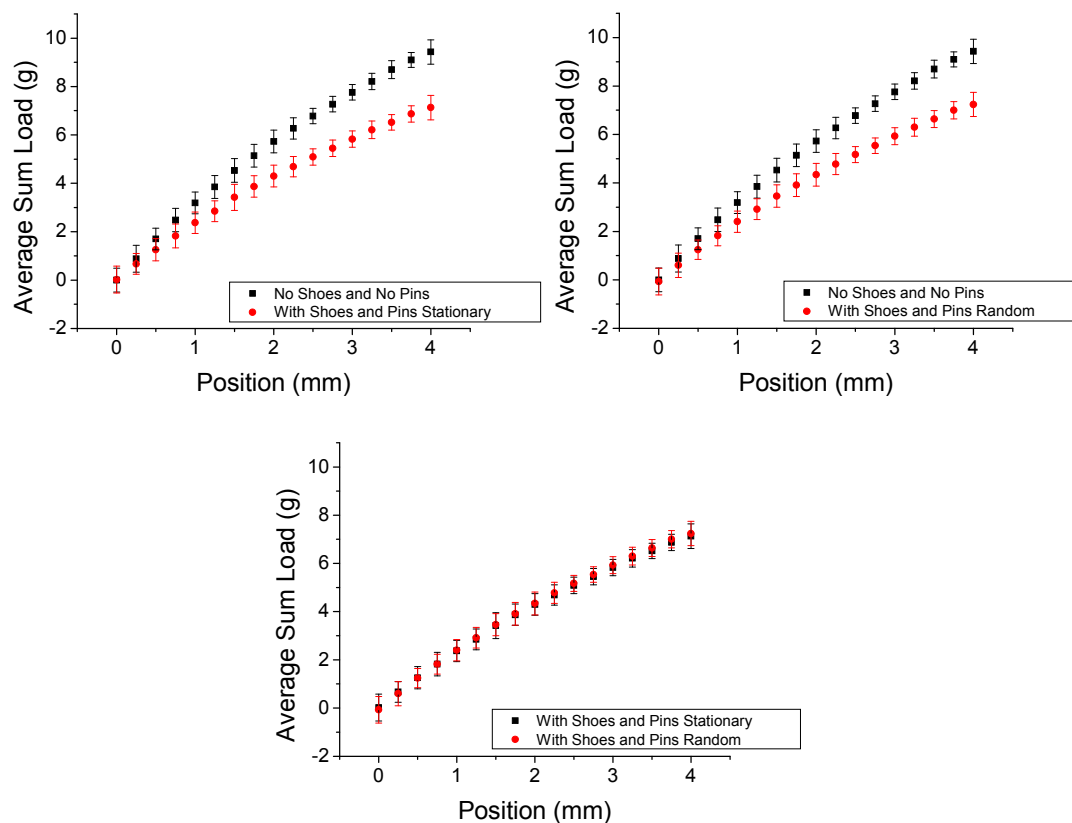 10
8
6
4
2
0
-2
Average Sum Load (g)
No Shoes and No Pins
With Shoes and Pins Stationary
0 1 2 3 4
Position (mm)
10
8
6
4
2
0
-2
Average Sum Load (g)
No Shoes and No Pins
With Shoes and Pins Random
0 1 2 3 4
Position (mm)
10
8
6
4
2
0
-2
Average Sum Load (g)
With Shoes and Pins Stationary
With Shoes and Pins Random
0 1 2 3 4
Position (mm)